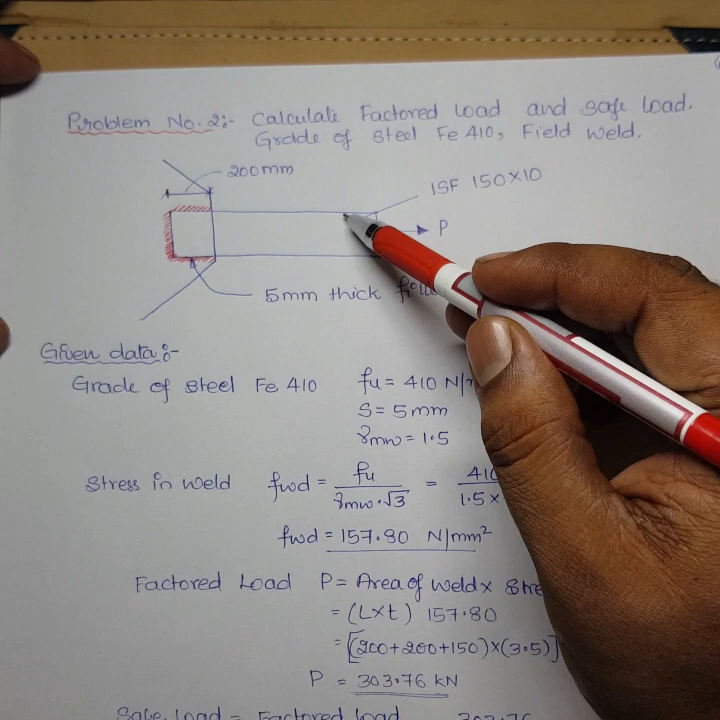 Problem No. 2:- Calculate Factored Load and safe load.
Grade of steel Fe 410, Field weld.
200mm
ISF 150×10
P
5mm thick
Given data:-
Grade of steel Fe 410 fu = 410 N/
S = 5mm
γmw = 1.5
Stress in weld fwd = fu / γmw·√3 = 410 / 1.5×
fwd = 157.80 N/mm²
Factored Load P = Area of weld × Stre
= (L×t) 157.80
= [(200+200+150)×(3.5)]
P = 303.76 kN
Safe Load = Factored load